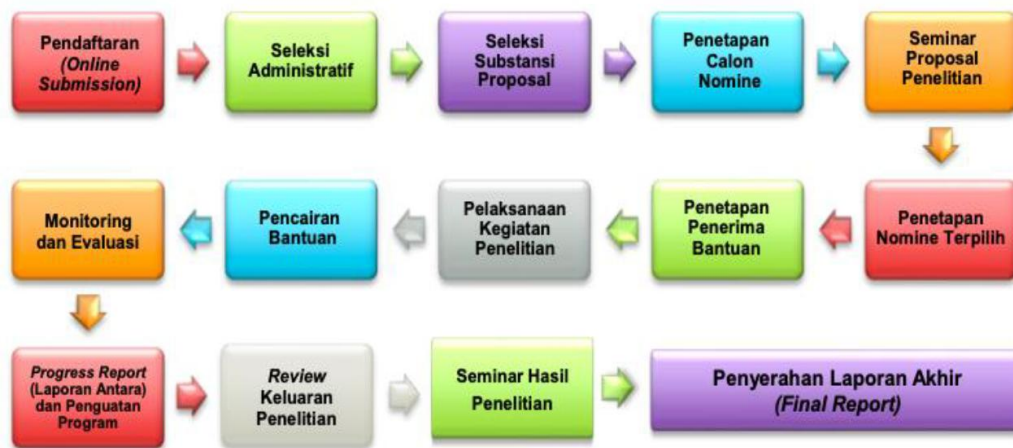 Pendaftaran
(Online
Submission)
Seleksi
Administratif
Seleksi
Substansi
Proposal
Penetapan
Calon
Nomine
Seminar
Proposal
Penelitian
Penetapan
Nomine Terpilih
Penetapan
Penerima
Bantuan
Pelaksanaan
Kegiatan
Penelitian
Pencairan
Bantuan
Monitoring
dan Evaluasi
Progress Report
(Laporan Antara)
dan Penguatan
Program
Review
Keluaran
Penelitian
Seminar Hasil
Penelitian
Penyerahan Laporan Akhir
(Final Report)